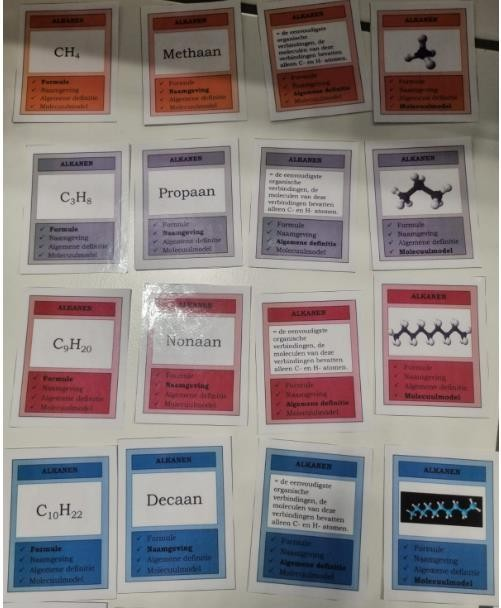 ALKANEN
CH₄
✓ Formule
✓ Naamgeving
✓ Algemene definitie
✓ Molecuulmodel
ALKANEN
Methaan
✓ Formule
✓ Naamgeving
✓ Algemene definitie
✓ Molecuulmodel
ALKANEN
= de eenvoudigste
organische
verbindingen, de
moleculen van deze
verbindingen bevatten
alleen C- en H- atomen.
✓ Formule
✓ Naamgeving
✓ Algemene definitie
✓ Molecuulmodel
ALKANEN
✓ Formule
✓ Naamgeving
✓ Algemene definitie
✓ Molecuulmodel
ALKANEN
C₃H₈
✓ Formule
✓ Naamgeving
✓ Algemene definitie
✓ Molecuulmodel
ALKANEN
Propaan
✓ Formule
✓ Naamgeving
✓ Algemene definitie
✓ Molecuulmodel
ALKANEN
= de eenvoudigste
organische
verbindingen, de
moleculen van deze
verbindingen bevatten
alleen C- en H- atomen.
✓ Formule
✓ Naamgeving
✓ Algemene definitie
✓ Molecuulmodel
ALKANEN
✓ Formule
✓ Naamgeving
✓ Algemene definitie
✓ Molecuulmodel
ALKANEN
C₉H₂₀
✓ Formule
✓ Naamgeving
✓ Algemene definitie
✓ Molecuulmodel
ALKANEN
Nonaan
✓ Formule
✓ Naamgeving
✓ Algemene definitie
✓ Molecuulmodel
ALKANEN
= de eenvoudigste
organische
verbindingen, de
moleculen van deze
verbindingen bevatten
alleen C- en H- atomen.
✓ Formule
✓ Naamgeving
✓ Algemene definitie
✓ Molecuulmodel
ALKANEN
✓ Formule
✓ Naamgeving
✓ Algemene definitie
✓ Molecuulmodel
ALKANEN
C₁₀H₂₂
✓ Formule
✓ Naamgeving
✓ Algemene definitie
✓ Molecuulmodel
ALKANEN
Decaan
✓ Formule
✓ Naamgeving
✓ Algemene definitie
✓ Molecuulmodel
ALKANEN
= de eenvoudigste
organische
verbindingen, de
moleculen van deze
verbindingen bevatten
alleen C- en H- atomen.
✓ Formule
✓ Naamgeving
✓ Algemene definitie
✓ Molecuulmodel
ALKANEN
✓ Formule
✓ Naamgeving
✓ Algemene definitie
✓ Molecuulmodel